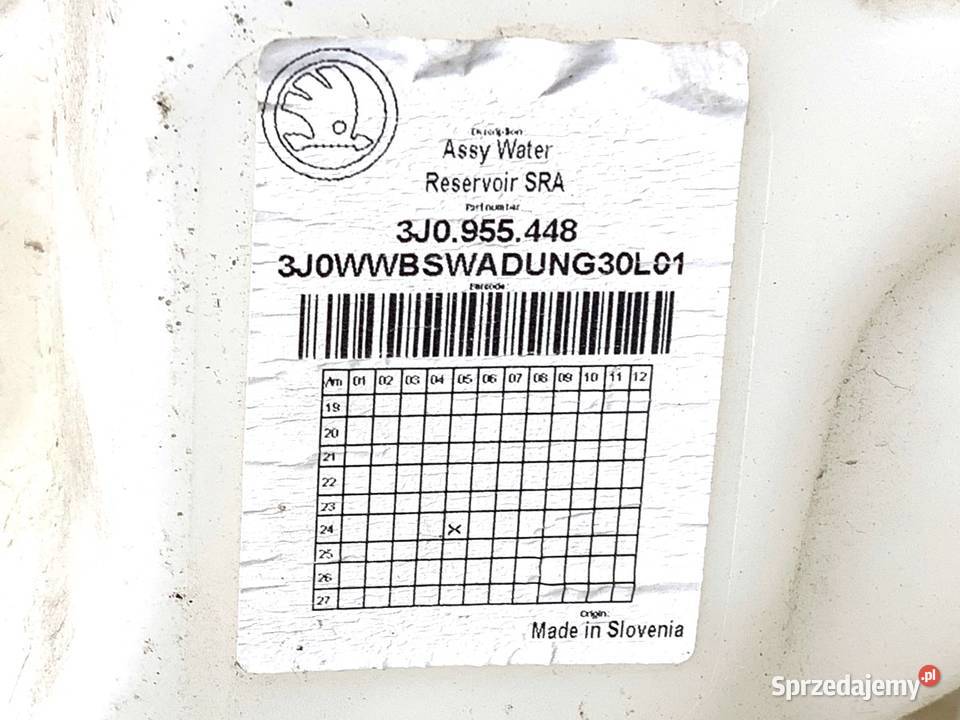 Description
Assy Water
Reservoir SRA
Part number
3J0.955.448
3J0WWBSWADUNG30L01
Barcode
Am 01 02 03 04 05 06 07 08 09 10 11 12
19
20
21
22
23
24 X
25
26
27
Origin:
Made in Slovenia
Sprzedajemy.pl